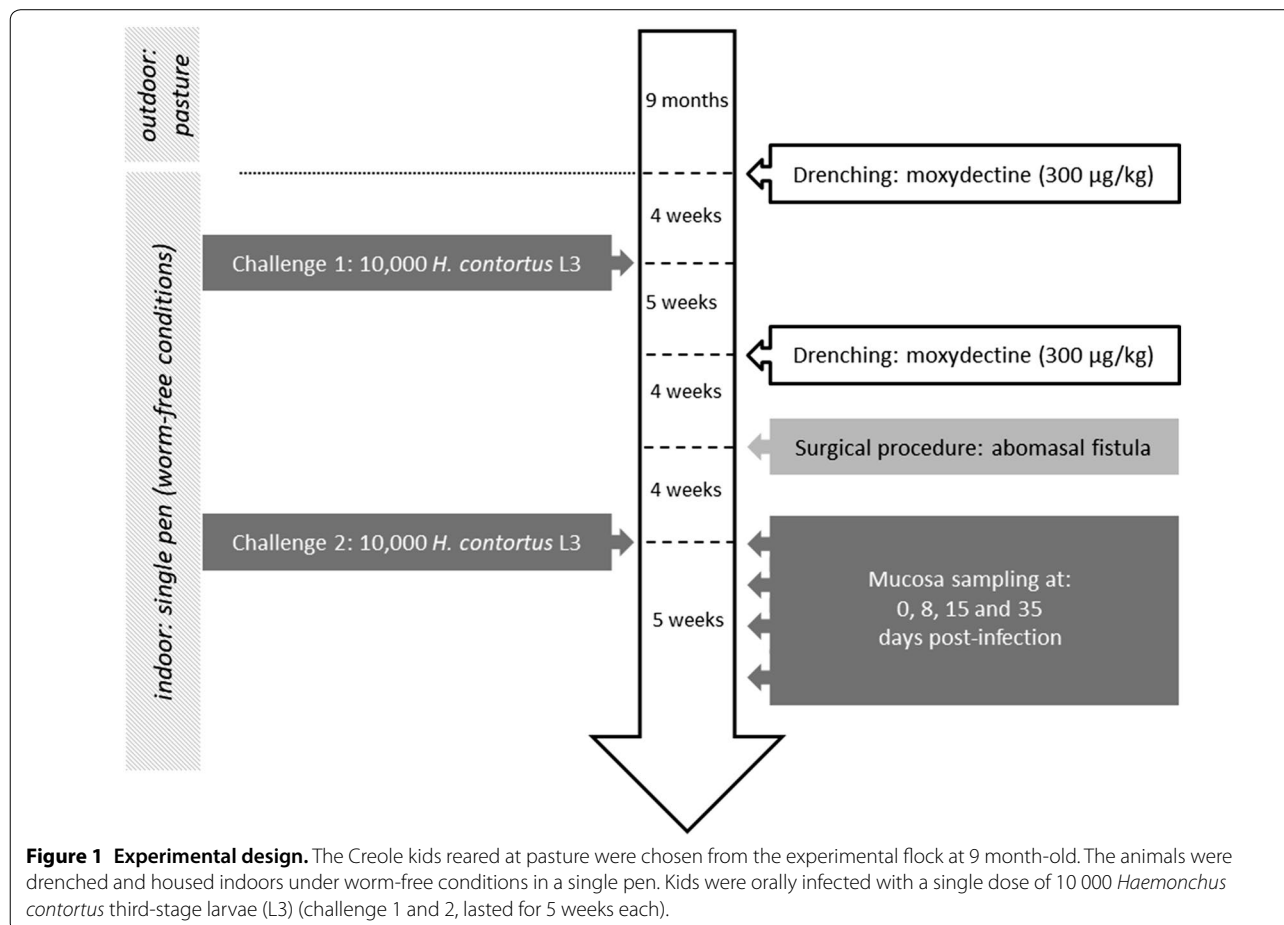 outdoor:
pasture
9 months
Drenching: moxydectine (300 µg/kg)
4 weeks
indoor: single pen (worm-free conditions)
Challenge 1: 10,000 H. contortus L3
5 weeks
Drenching: moxydectine (300 µg/kg)
4 weeks
Surgical procedure: abomasal fistula
4 weeks
Challenge 2: 10,000 H. contortus L3
Mucosa sampling at:
0, 8, 15 and 35
days post-infection
5 weeks
Figure 1 Experimental design. The Creole kids reared at pasture were chosen from the experimental flock at 9 month-old. The animals were
drenched and housed indoors under worm-free conditions in a single pen. Kids were orally infected with a single dose of 10 000 Haemonchus
contortus third-stage larvae (L3) (challenge 1 and 2, lasted for 5 weeks each).